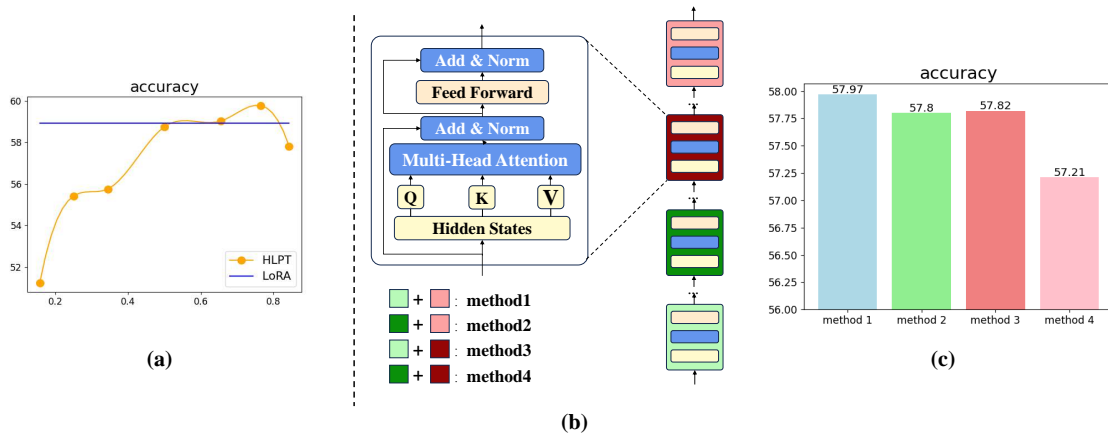 accuracy
60
58
56
54
52
HLPT
LoRA
0.2 0.4 0.6 0.8
(a)
Add & Norm
Feed Forward
Add & Norm
Multi-Head Attention
Q K V
Hidden States
+ : method1
+ : method2
+ : method3
+ : method4
...
...
...
(b)
accuracy
58.00
57.75
57.50
57.25
57.00
56.75
56.50
56.25
56.00
57.97
57.8
57.82
57.21
method 1 method 2 method 3 method 4
(c)